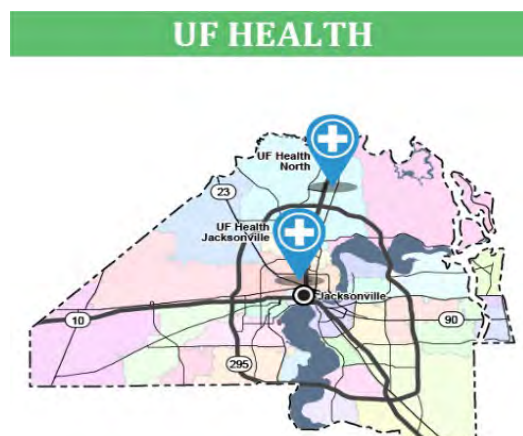 UF HEALTH
UF Health
North
23
UF Health
Jacksonville
Jacksonville
10
90
295